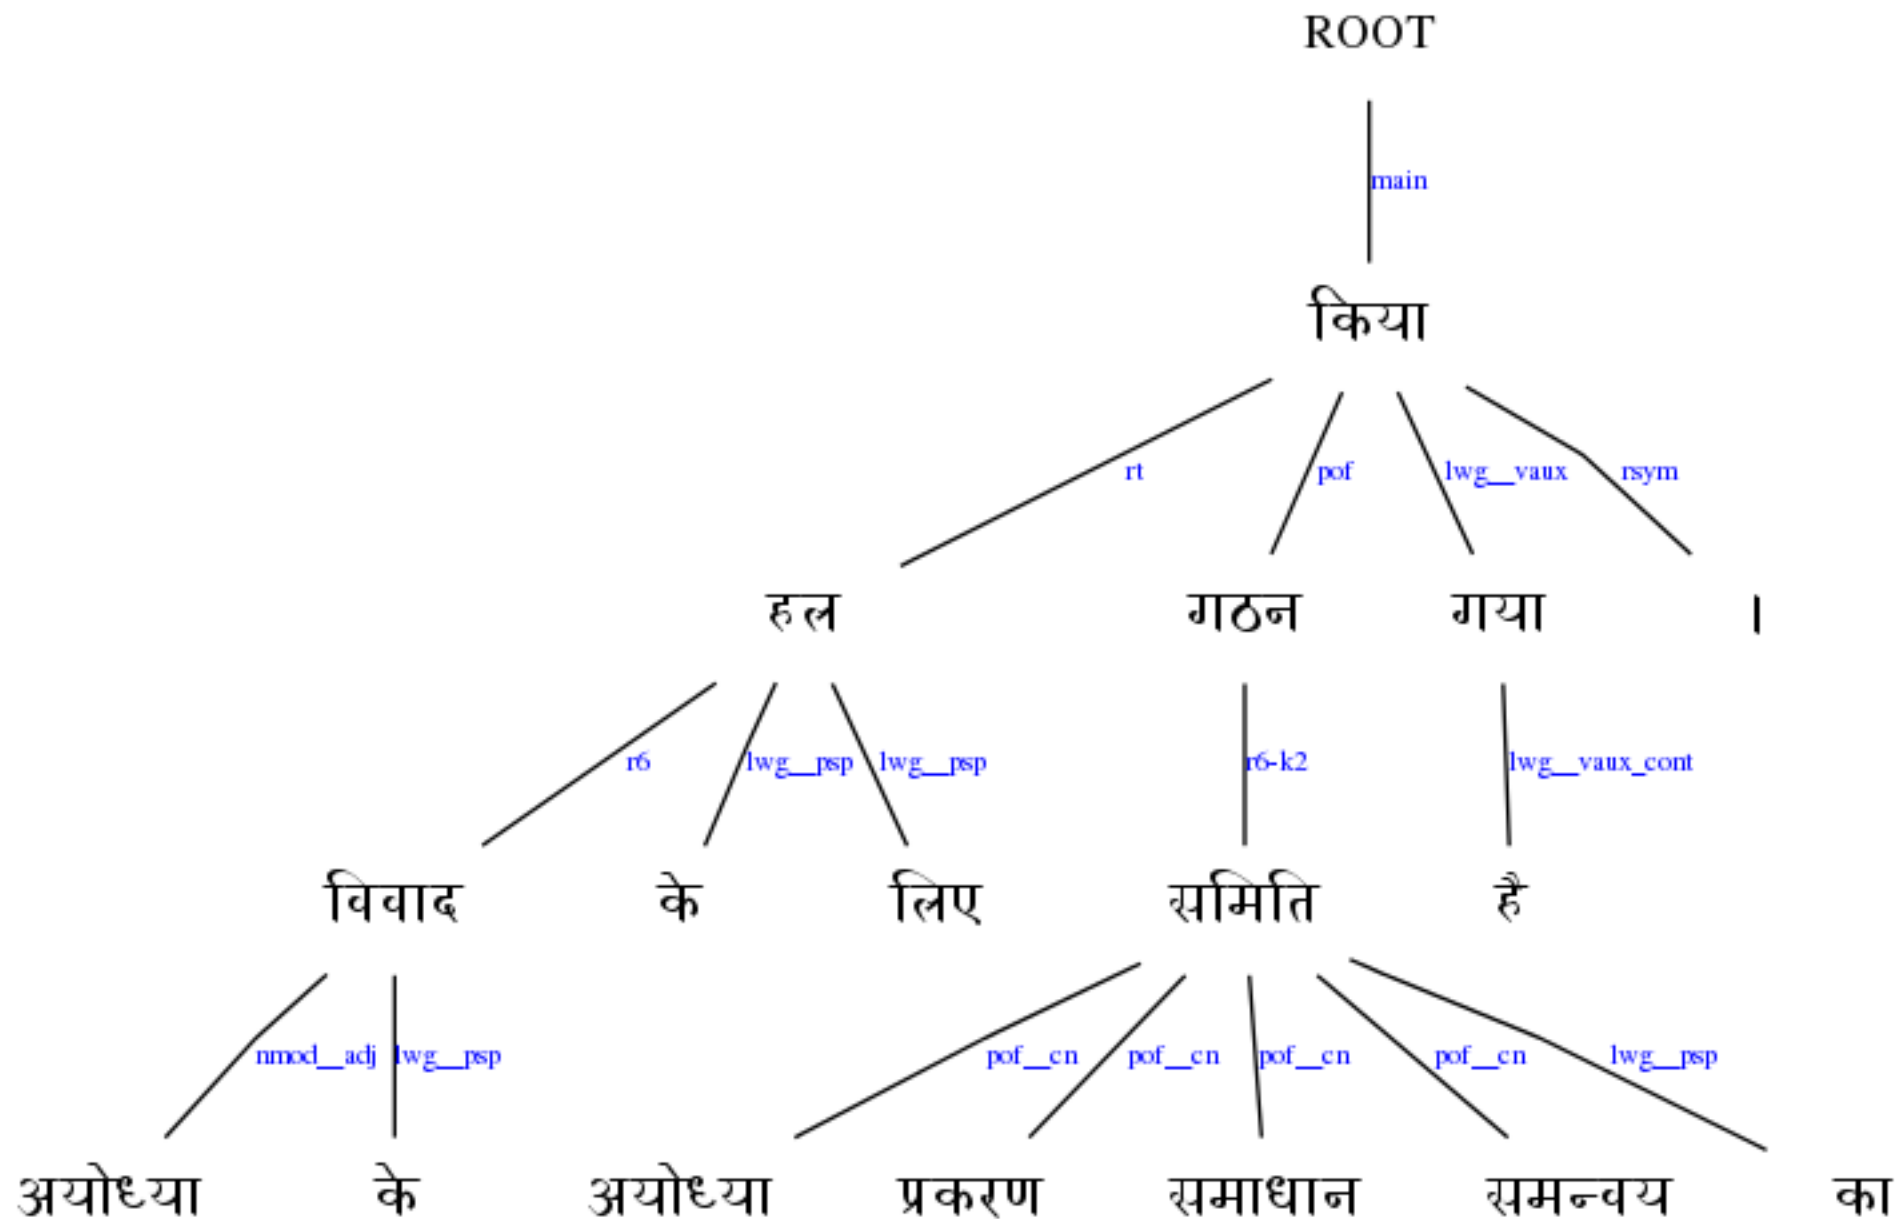 ROOT
main
किया
rt pof lwg__vaux rsym
हल गठन गया ।
r6 lwg__psp lwg__psp r6-k2 lwg__vaux_cont
विवाद के लिए समिति है
nmod__adj lwg__psp pof__cn pof__cn pof__cn pof__cn lwg__psp
अयोध्या के अयोध्या प्रकरण समाधान समन्वय का